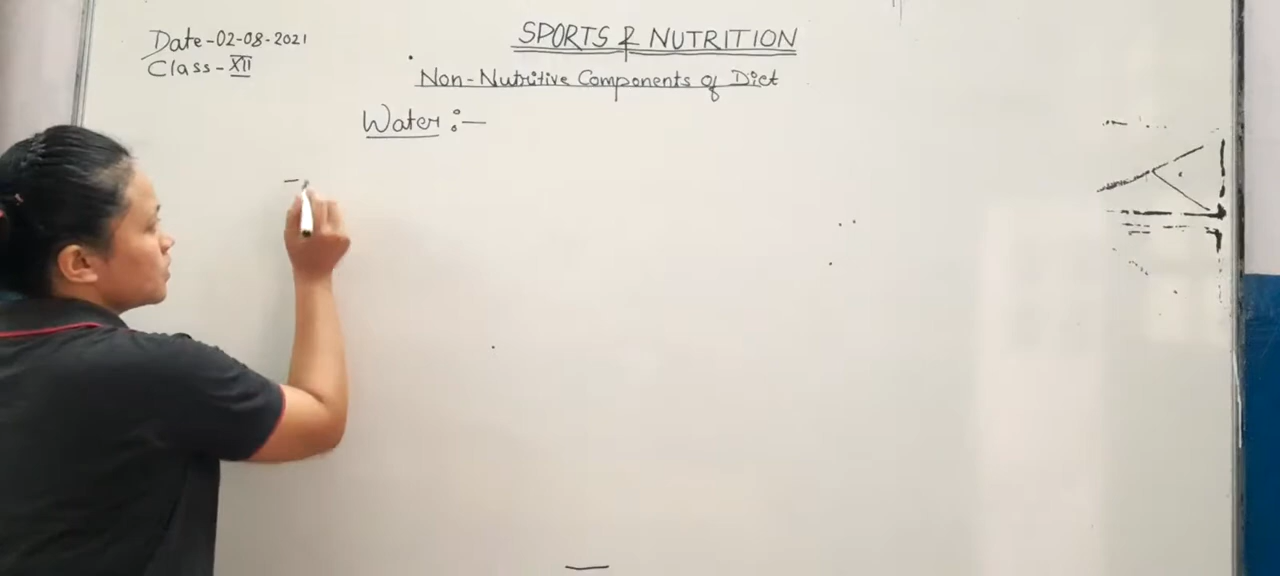 Date-02-08-2021
Class-XII
SPORTS & NUTRITION
Non-Nutritive Components of Diet
Water :-